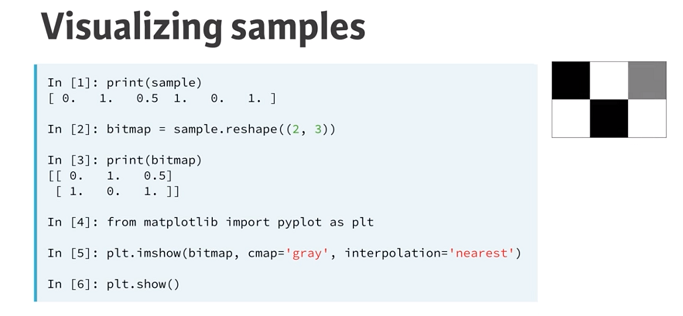 Visualizing samples
In [1]: print(sample)
[ 0.   1.   0.5  1.   0.   1. ]
In [2]: bitmap = sample.reshape((2, 3))
In [3]: print(bitmap)
[[ 0.   1.   0.5]
 [ 1.   0.   1. ]]
In [4]: from matplotlib import pyplot as plt
In [5]: plt.imshow(bitmap, cmap='gray', interpolation='nearest')
In [6]: plt.show()